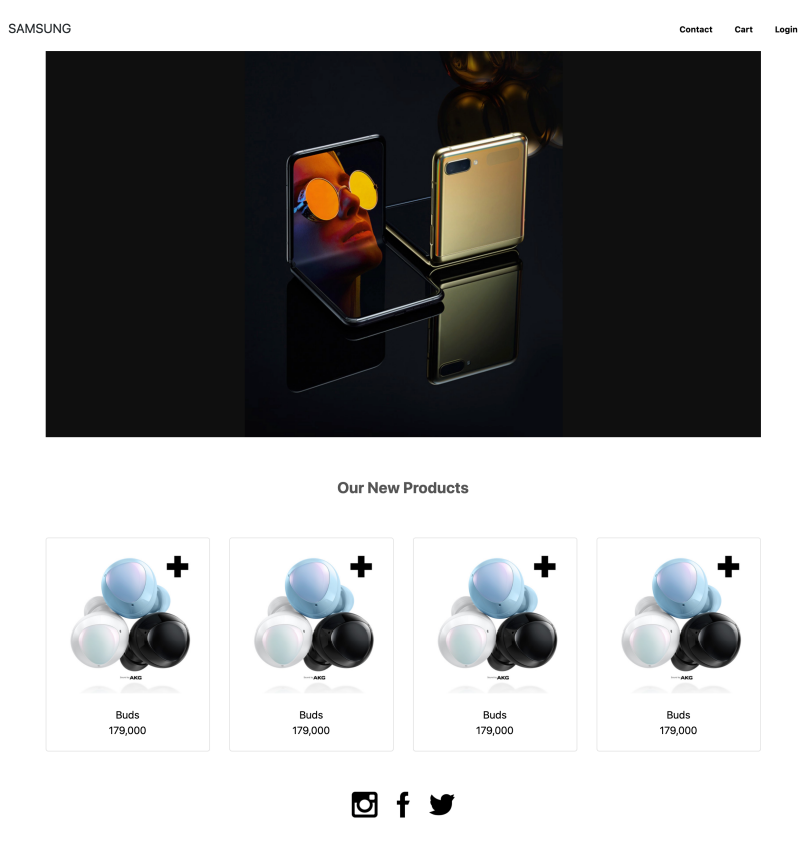 SAMSUNG
Contact Cart Login
Our New Products
AKG
Buds
179,000
AKG
Buds
179,000
AKG
Buds
179,000
AKG
Buds
179,000